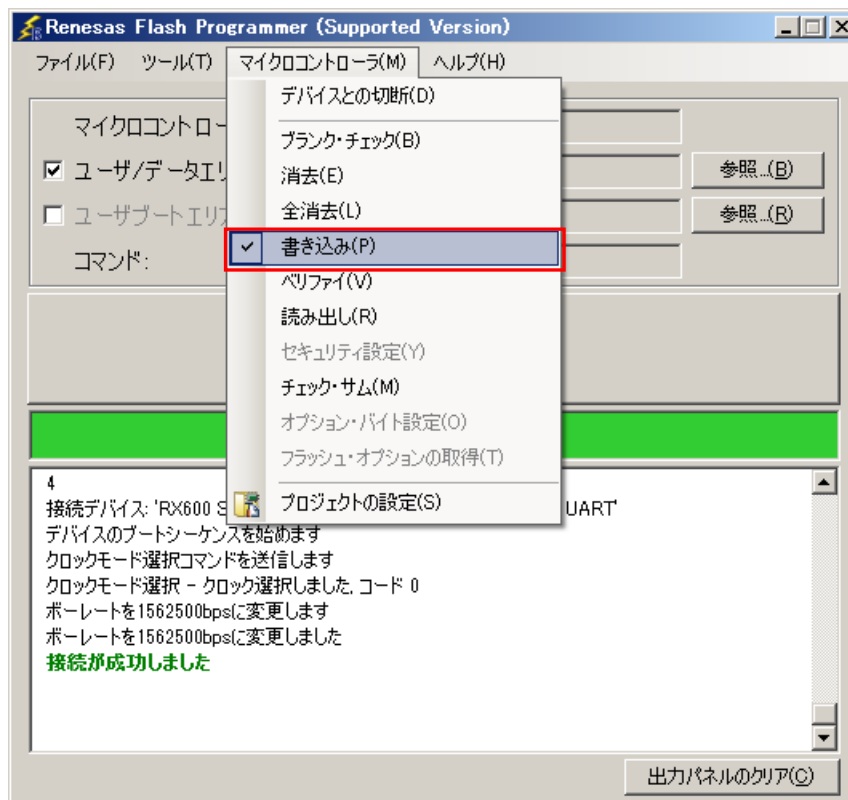 Renesas Flash Programmer (Supported Version)
ファイル(F) ツール(T) マイクロコントローラ(M) ヘルプ(H)
デバイスとの切断(D)
マイクロコントロー
ブランク・チェック(B)
ユーザ/データエリ
消去(E)
参照...(B)
全消去(L)
ユーザブートエリア
参照...(R)
書き込み(P)
コマンド:
ベリファイ(V)
読み出し(R)
セキュリティ設定(Y)
チェック・サム(M)
オプション・バイト設定(O)
フラッシュ・オプションの取得(T)
プロジェクトの設定(S)
4
接続デバイス: 'RX600 S UART'
デバイスのブートシーケンスを始めます
クロックモード選択コマンドを送信します
クロックモード選択 - クロック選択しました, コード 0
ボーレートを1562500bpsに変更します
ボーレートを1562500bpsに変更しました
接続が成功しました
出力パネルのクリア(C)